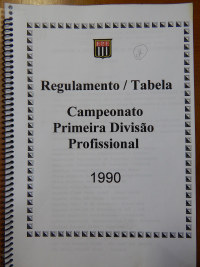 Regulamento / Tabela
Campeonato
Primeira Divisão
Profissional
1990